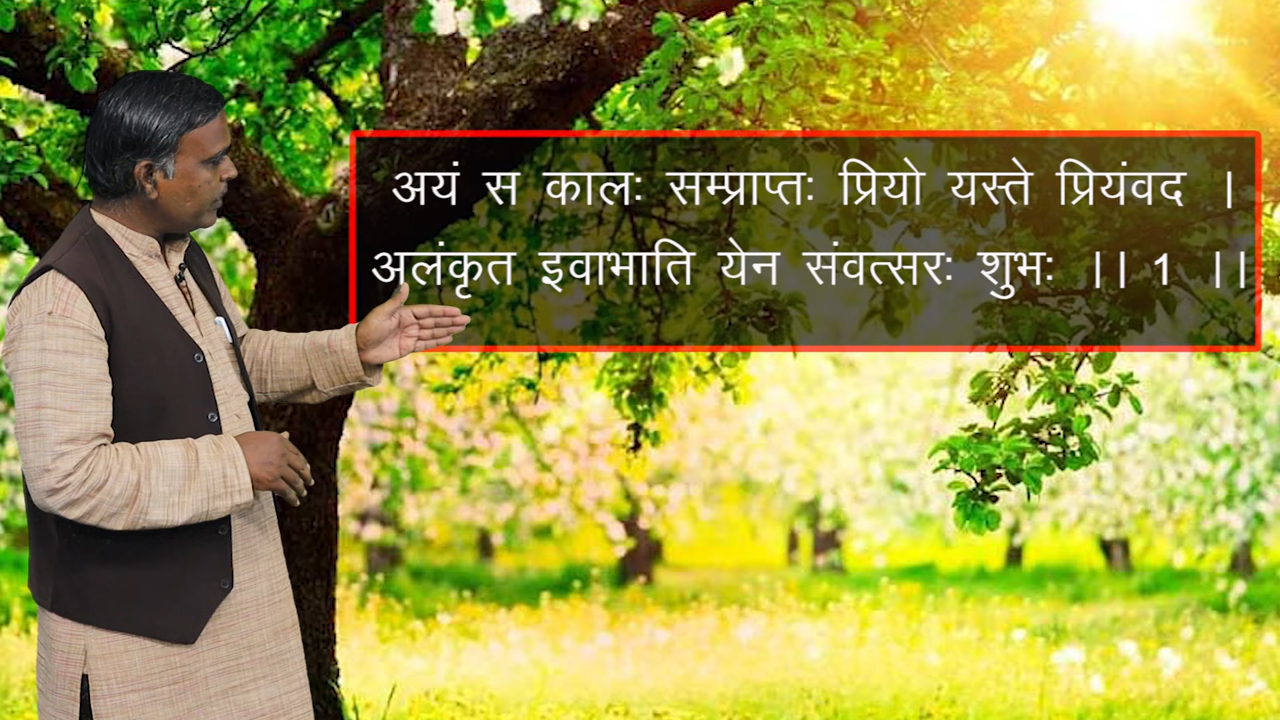 अयं स कालः सम्प्राप्तः प्रियो यस्ते प्रियंवद ।
अलंकृत इवाभाति येन संवत्सरः शुभः || 1 ||